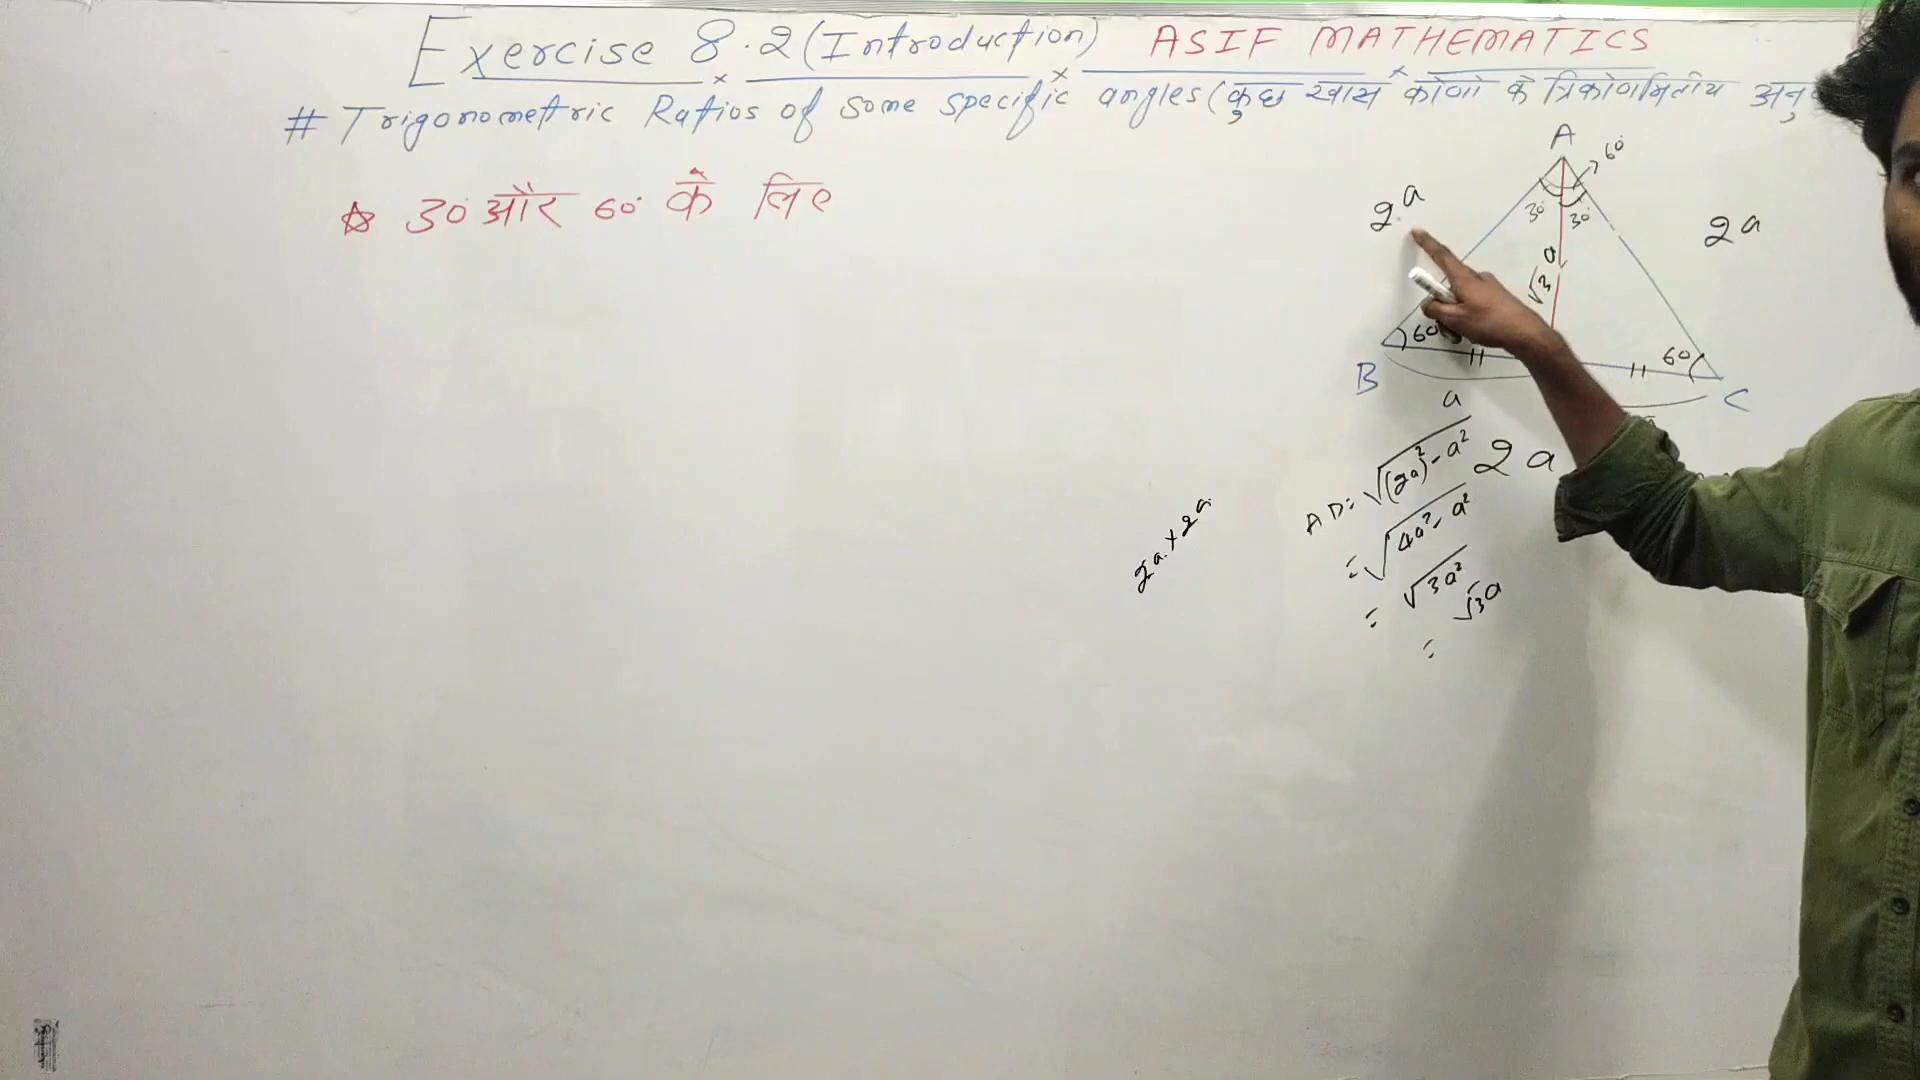 Exercise 8.2 (Introduction) ASIF MATHEMATICS
# Trigonometric Ratios of some specific angles (कुछ खास कोणो के त्रिकोणमितीय अनु
☆ 30° और 60° के लिए
A
60°
30° 30°
2a
2a
√3 a
60°
60°
B
C
a
2a
AD = √(2a)² - a²
= √4a² - a²
= √3a²
= √3a
2a × 2a